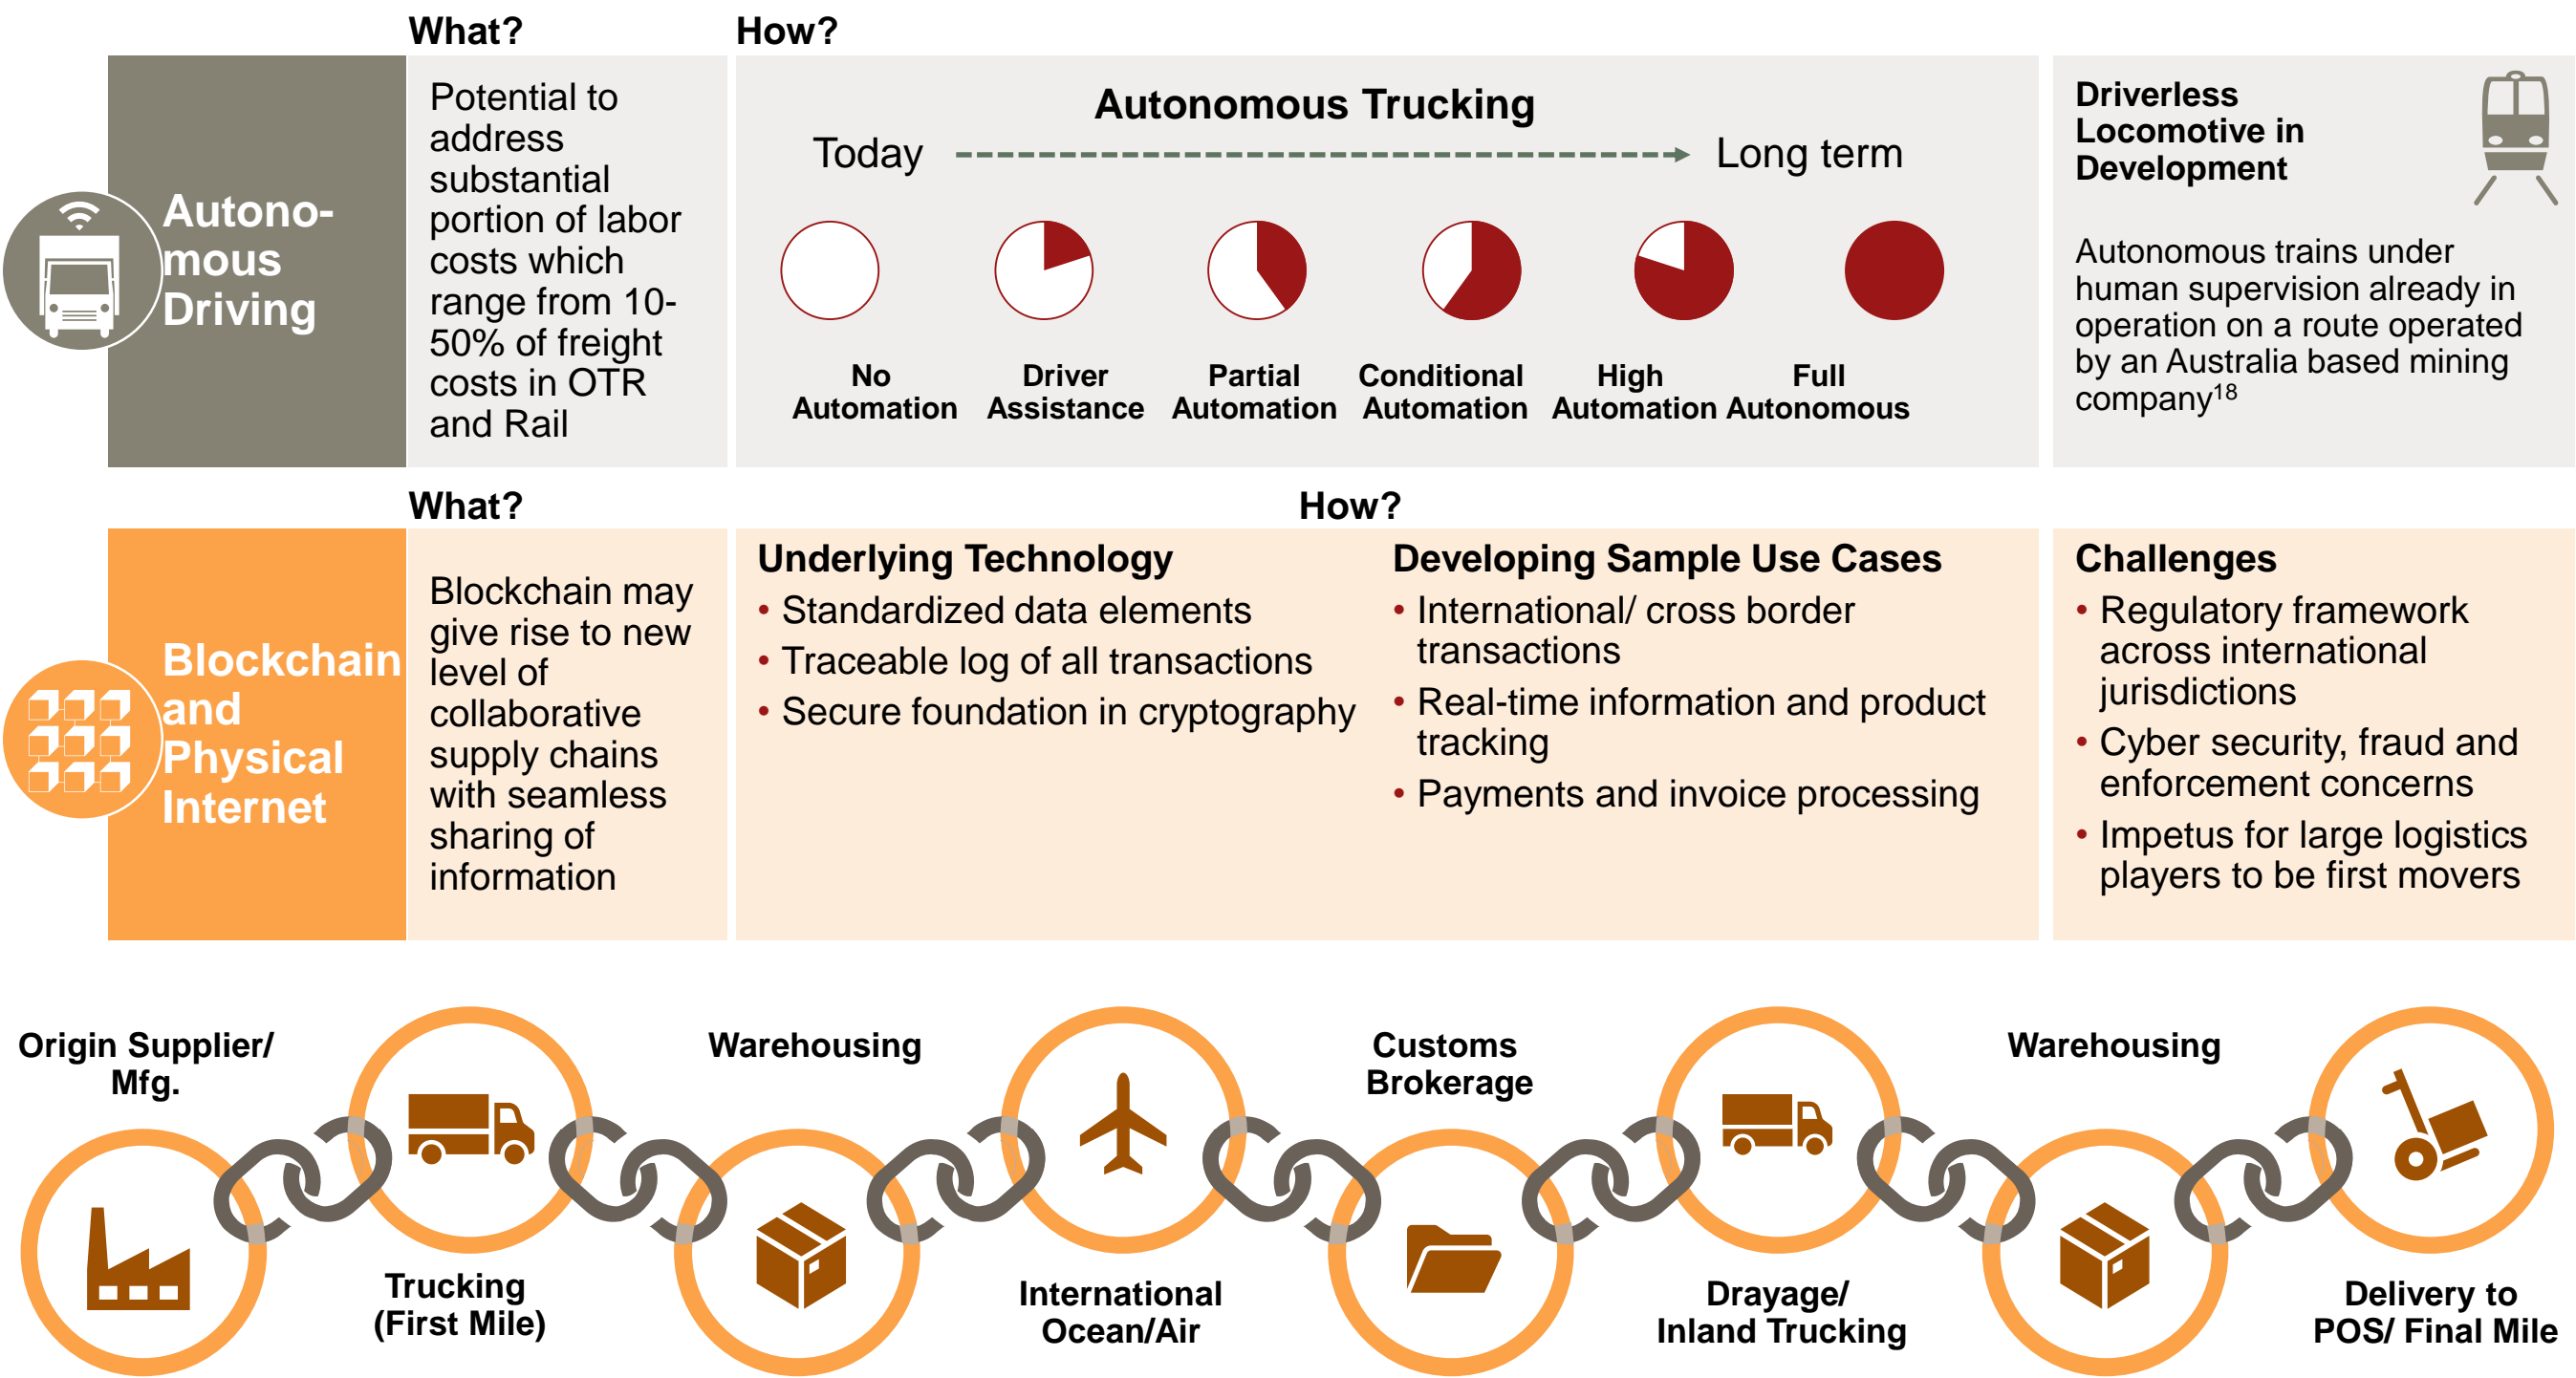 What?
How?
Autono-
mous
Driving
Potential to
address
substantial
portion of labor
costs which
range from 10-
50% of freight
costs in OTR
and Rail
Autonomous Trucking
Today
Long term
No
Automation
Driver
Assistance
Partial
Automation
Conditional
Automation
High
Automation
Full
Autonomous
Driverless
Locomotive in
Development
Autonomous trains under
human supervision already in
operation on a route operated
by an Australia based mining
company18
What?
How?
Blockchain
and
Physical
Internet
Blockchain may
give rise to new
level of
collaborative
supply chains
with seamless
sharing of
information
Underlying Technology
• Standardized data elements
• Traceable log of all transactions
• Secure foundation in cryptography
Developing Sample Use Cases
• International/ cross border
transactions
• Real-time information and product
tracking
• Payments and invoice processing
Challenges
• Regulatory framework
across international
jurisdictions
• Cyber security, fraud and
enforcement concerns
• Impetus for large logistics
players to be first movers
Origin Supplier/
Mfg.
Trucking
(First Mile)
Warehousing
International
Ocean/Air
Customs
Brokerage
Drayage/
Inland Trucking
Warehousing
Delivery to
POS/ Final Mile